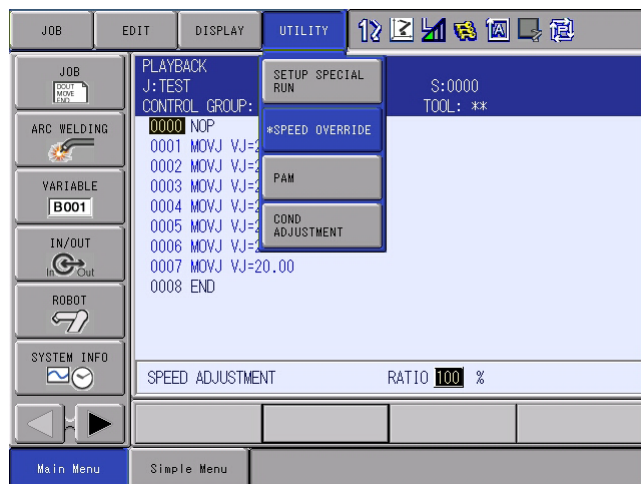 JOB EDIT DISPLAY UTILITY
JOB
DOUT
MOVE
END
ARC WELDING
VARIABLE
B001
IN/OUT
In Out
ROBOT
SYSTEM INFO
PLAYBACK
J:TEST S:0000
CONTROL GROUP: TOOL: **
0000 NOP
0001 MOVJ VJ=2
0002 MOVJ VJ=2
0003 MOVJ VJ=2
0004 MOVJ VJ=2
0005 MOVJ VJ=2
0006 MOVJ VJ=2
0007 MOVJ VJ=20.00
0008 END
SETUP SPECIAL
RUN
*SPEED OVERRIDE
PAM
COND
ADJUSTMENT
SPEED ADJUSTMENT RATIO 100 %
Main Menu Simple Menu